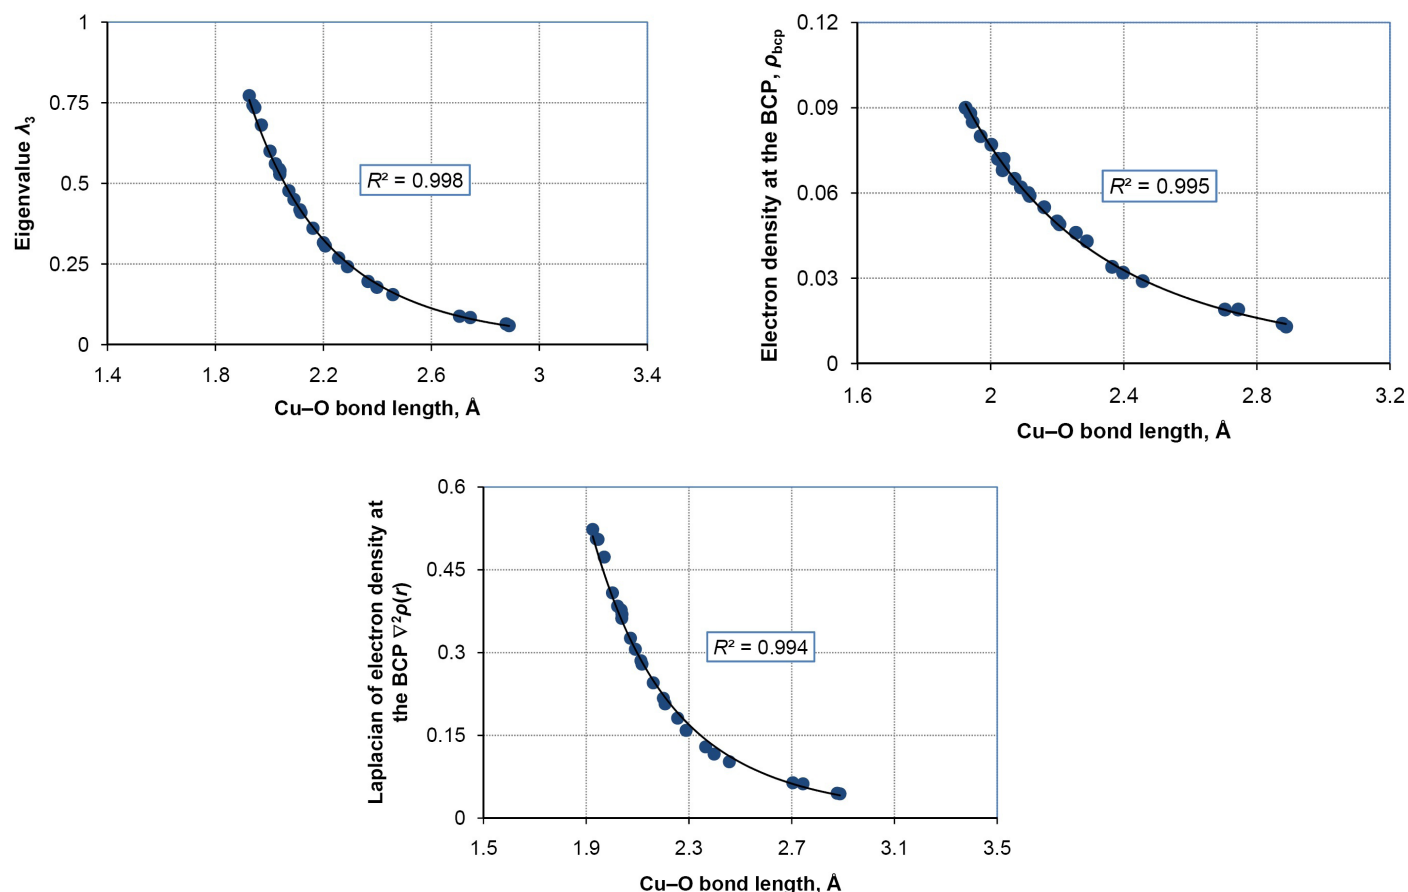 Eigenvalue λ₃
1
0.75
0.5
0.25
0
R² = 0.998
1.4 1.8 2.2 2.6 3 3.4
Cu–O bond length, Å
Electron density at the BCP, ρbcp
0.12
0.09
0.06
0.03
0
R² = 0.995
1.6 2 2.4 2.8 3.2
Cu–O bond length, Å
Laplacian of electron density at
the BCP ∇²ρ(r)
0.6
0.45
0.3
0.15
0
R² = 0.994
1.5 1.9 2.3 2.7 3.1 3.5
Cu–O bond length, Å